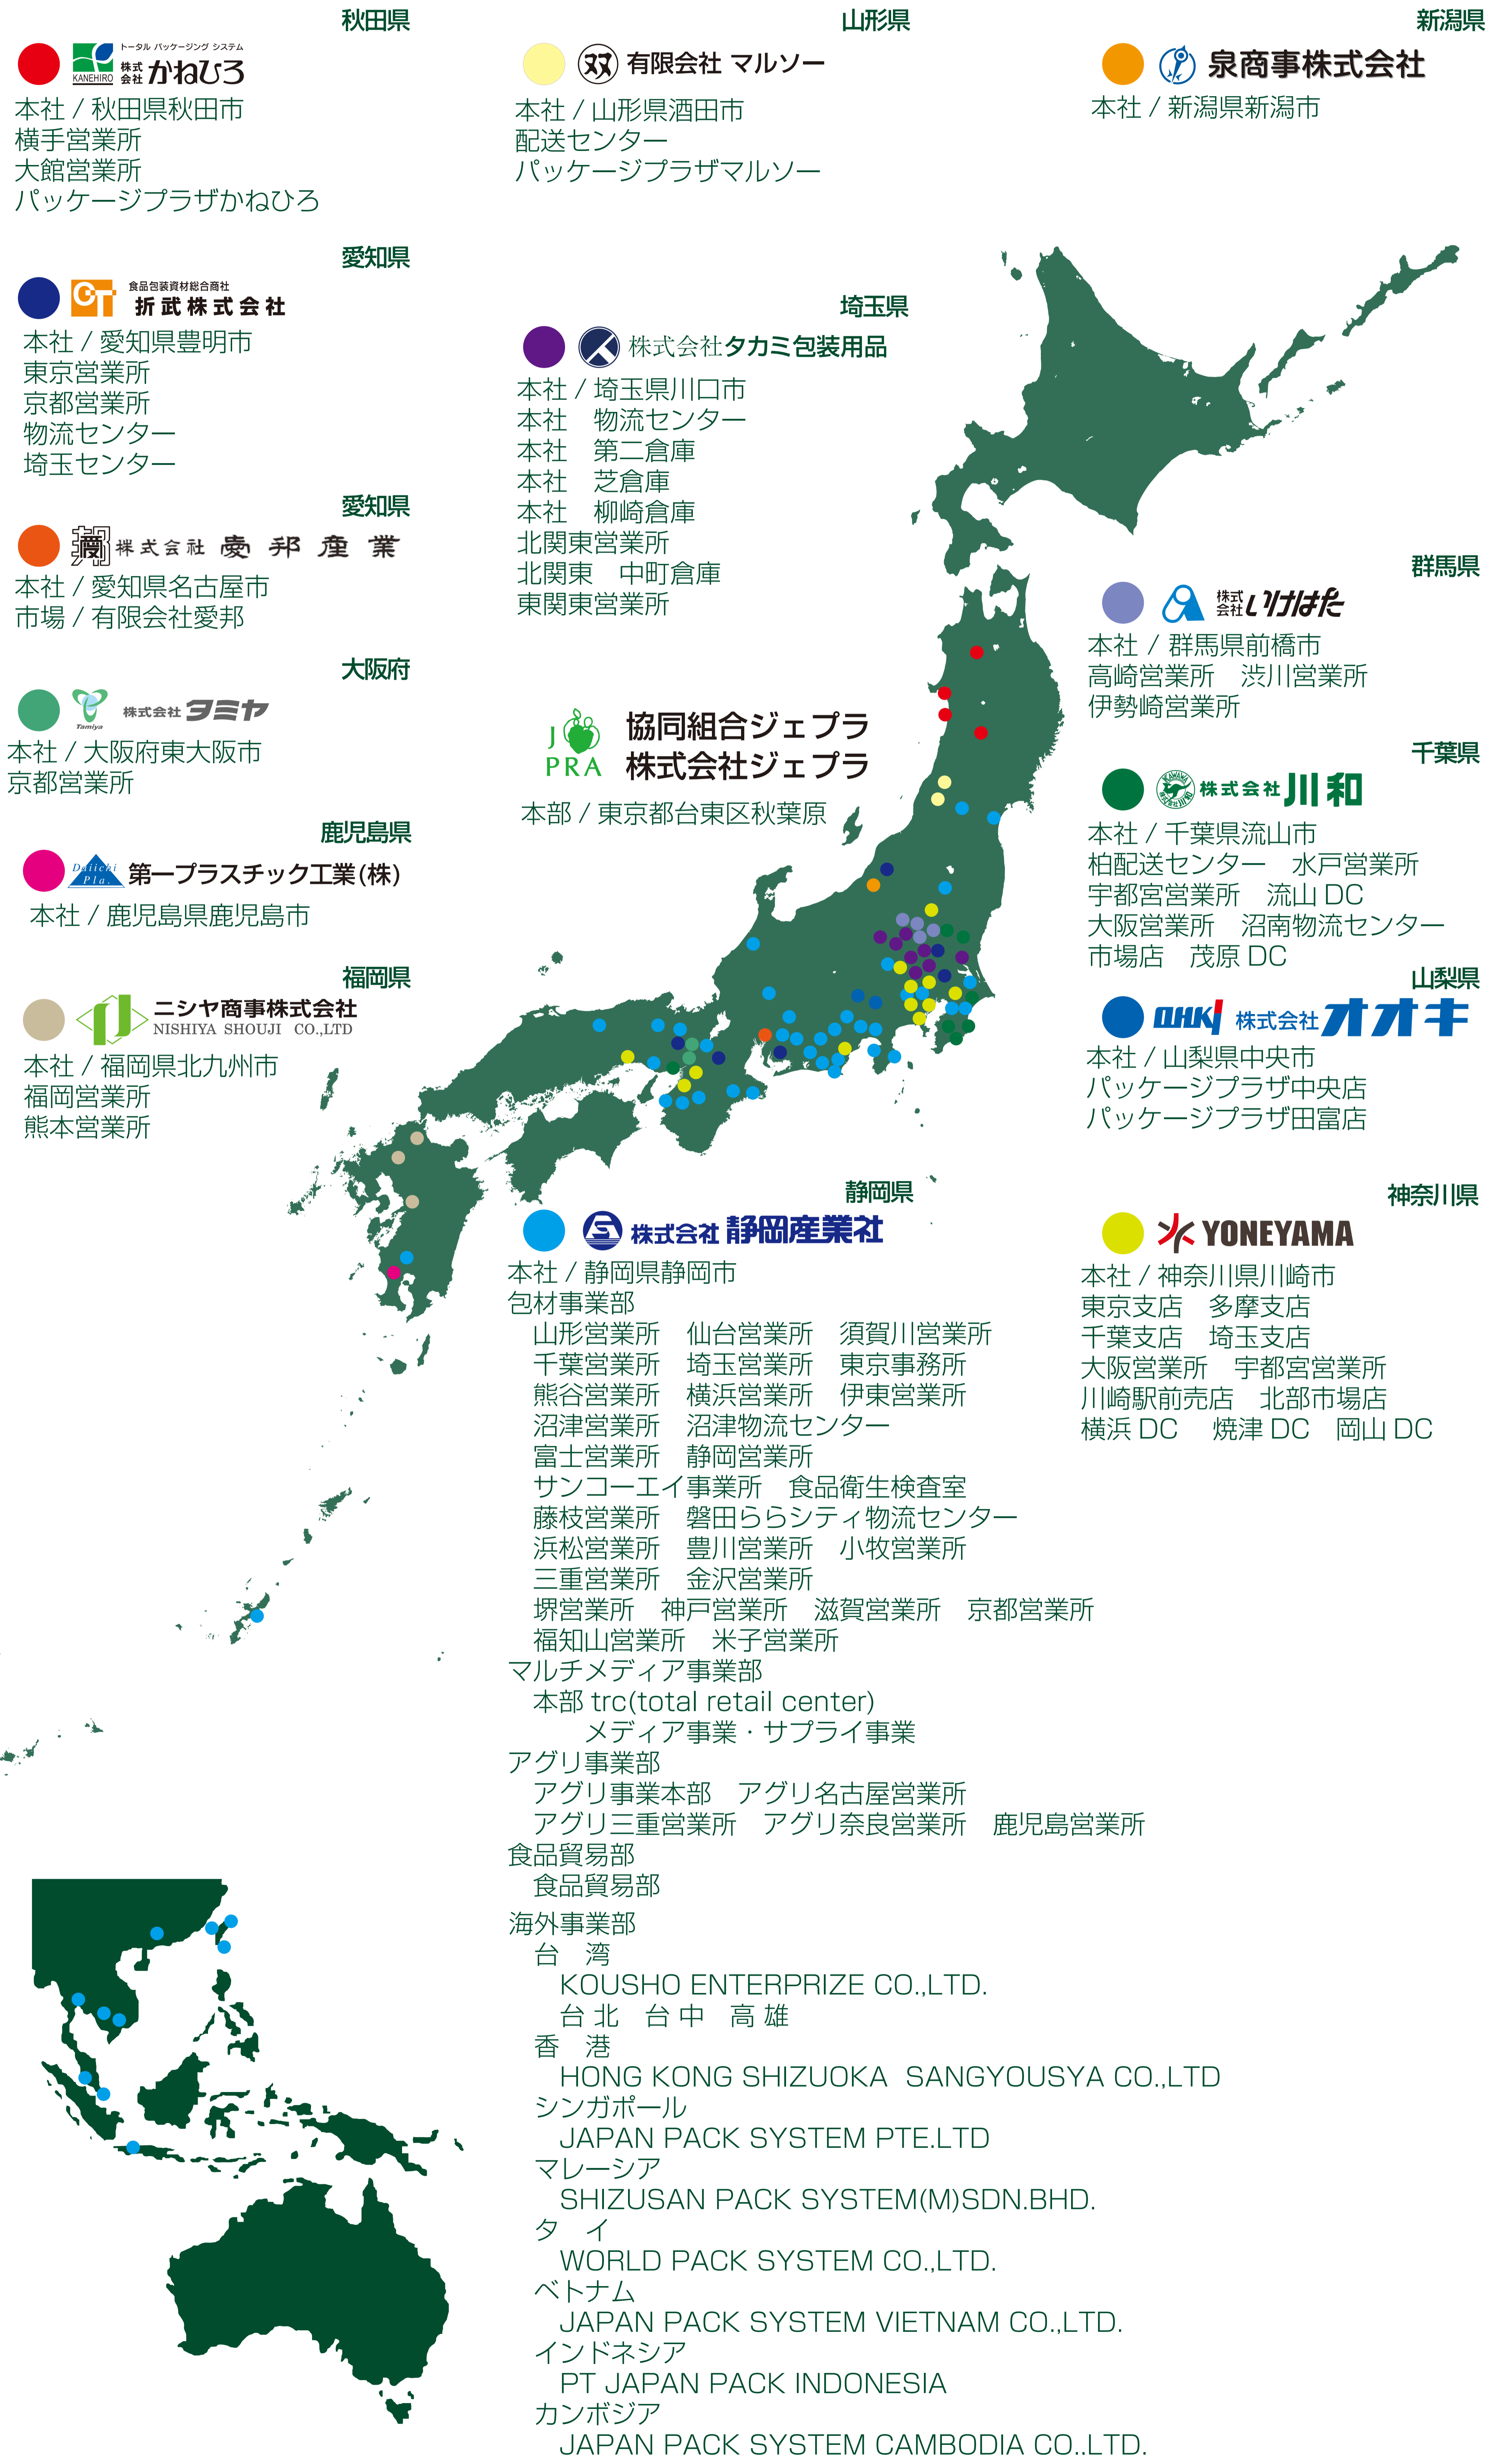 秋田県
トータル パッケージング システム
KANEHIRO
株式会社 かねひろ
本社 / 秋田県秋田市
横手営業所
大館営業所
パッケージプラザかねひろ
山形県
双 有限会社 マルソー
本社 / 山形県酒田市
配送センター
パッケージプラザマルソー
新潟県
泉商事株式会社
本社 / 新潟県新潟市
愛知県
食品包装資材総合商社
折武株式会社
本社 / 愛知県豊明市
東京営業所
京都営業所
物流センター
埼玉センター
埼玉県
株式会社タカミ包装用品
本社 / 埼玉県川口市
本社　物流センター
本社　第二倉庫
本社　芝倉庫
本社　柳崎倉庫
北関東営業所
北関東　中町倉庫
東関東営業所
愛知県
株式会社 愛邦産業
本社 / 愛知県名古屋市
市場 / 有限会社愛邦
群馬県
株式会社 いけはた
本社 / 群馬県前橋市
高崎営業所　渋川営業所
伊勢崎営業所
大阪府
Tamiya
株式会社 タミヤ
本社 / 大阪府東大阪市
京都営業所
J PRA
協同組合ジェプラ
株式会社ジェプラ
本部 / 東京都台東区秋葉原
千葉県
KAWAWA
株式会社川和
株式会社 川和
本社 / 千葉県流山市
柏配送センター　水戸営業所
宇都宮営業所　流山 DC
大阪営業所　沼南物流センター
市場店　茂原 DC
鹿児島県
Daiichi Pla.
第一プラスチック工業(株)
本社 / 鹿児島県鹿児島市
福岡県
ニシヤ商事株式会社
NISHIYA SHOUJI CO.,LTD
本社 / 福岡県北九州市
福岡営業所
熊本営業所
山梨県
OHKI 株式会社オオキ
本社 / 山梨県中央市
パッケージプラザ中央店
パッケージプラザ田富店
静岡県
株式会社 静岡産業社
本社 / 静岡県静岡市
包材事業部
山形営業所　仙台営業所　須賀川営業所
千葉営業所　埼玉営業所　東京事務所
熊谷営業所　横浜営業所　伊東営業所
沼津営業所　沼津物流センター
富士営業所　静岡営業所
サンコーエイ事業所　食品衛生検査室
藤枝営業所　磐田ららシティ物流センター
浜松営業所　豊川営業所　小牧営業所
三重営業所　金沢営業所
堺営業所　神戸営業所　滋賀営業所　京都営業所
福知山営業所　米子営業所
マルチメディア事業部
本部 trc(total retail center)
メディア事業・サプライ事業
アグリ事業部
アグリ事業本部　アグリ名古屋営業所
アグリ三重営業所　アグリ奈良営業所　鹿児島営業所
食品貿易部
食品貿易部
海外事業部
台　湾
KOUSHO ENTERPRIZE CO.,LTD.
台 北　台 中　高 雄
香　港
HONG KONG SHIZUOKA SANGYOUSYA CO.,LTD
シンガポール
JAPAN PACK SYSTEM PTE.LTD
マレーシア
SHIZUSAN PACK SYSTEM(M)SDN.BHD.
タ　イ
WORLD PACK SYSTEM CO.,LTD.
ベトナム
JAPAN PACK SYSTEM VIETNAM CO.,LTD.
インドネシア
PT JAPAN PACK INDONESIA
カンボジア
JAPAN PACK SYSTEM CAMBODIA CO..LTD.
神奈川県
YONEYAMA
本社 / 神奈川県川崎市
東京支店　多摩支店
千葉支店　埼玉支店
大阪営業所　宇都宮営業所
川崎駅前売店　北部市場店
横浜 DC　焼津 DC　岡山 DC